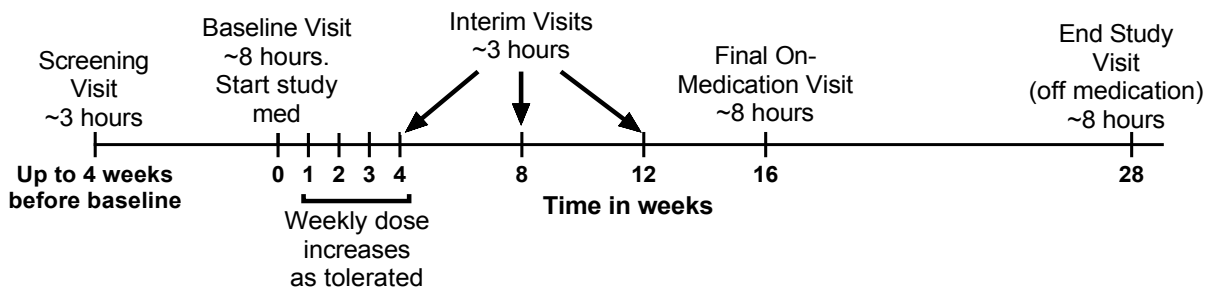 Screening
Visit
~3 hours
Baseline Visit
~8 hours.
Start study
med
Interim Visits
~3 hours
Final On-
Medication Visit
~8 hours
End Study
Visit
(off medication)
~8 hours
Up to 4 weeks
before baseline
0 1 2 3 4 8 12 16 28
Time in weeks
Weekly dose
increases
as tolerated